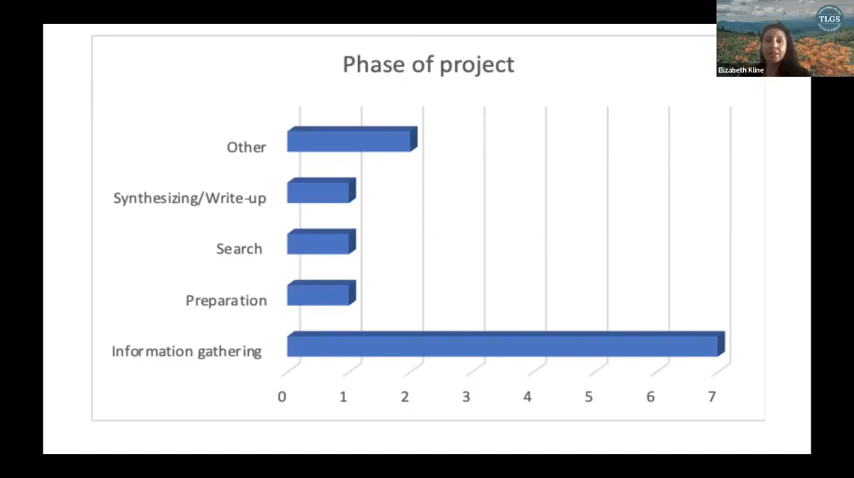 Phase of project
TLGS
Elizabeth Kline
Other
Synthesizing/Write-up
Search
Preparation
Information gathering
0 1 2 3 4 5 6 7